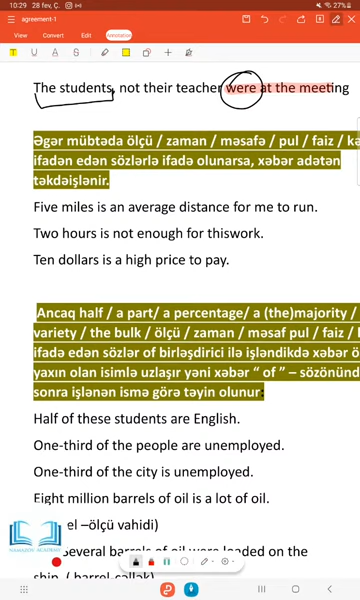 10:29 28 fev, Ç.
27%
agreement-1
View
Convert
Edit
Annotation
The students, not their teacher were at the meeting
Əgər mübtəda ölçü / zaman / məsafə / pul / faiz /
ifadən edən sözlərlə ifadə olunarsa, xəbər adətən
təkdəişlənir.
Five miles is an average distance for me to run.
Two hours is not enough for thiswork.
Ten dollars is a high price to pay.
Ancaq half / a part/ a percentage/ a (the)majority /
variety / the bulk / ölçü / zaman / məsaf pul / faiz /
ifadə edən sözlər of birləşdirici ilə işləndikdə xəbər
yaxın olan isimlə uzlaşır yəni xəbər “ of ” – sözönünd
sonra işlənən ismə görə təyin olunur:
Half of these students are English.
One-third of the people are unemployed.
One-third of the city is unemployed.
Eight million barrels of oil is a lot of oil.
el –ölçü vahidi)
Several barrels of oil were loaded on the
ship. ( barrel-çəllək)
NAMAZOV ACADEMY